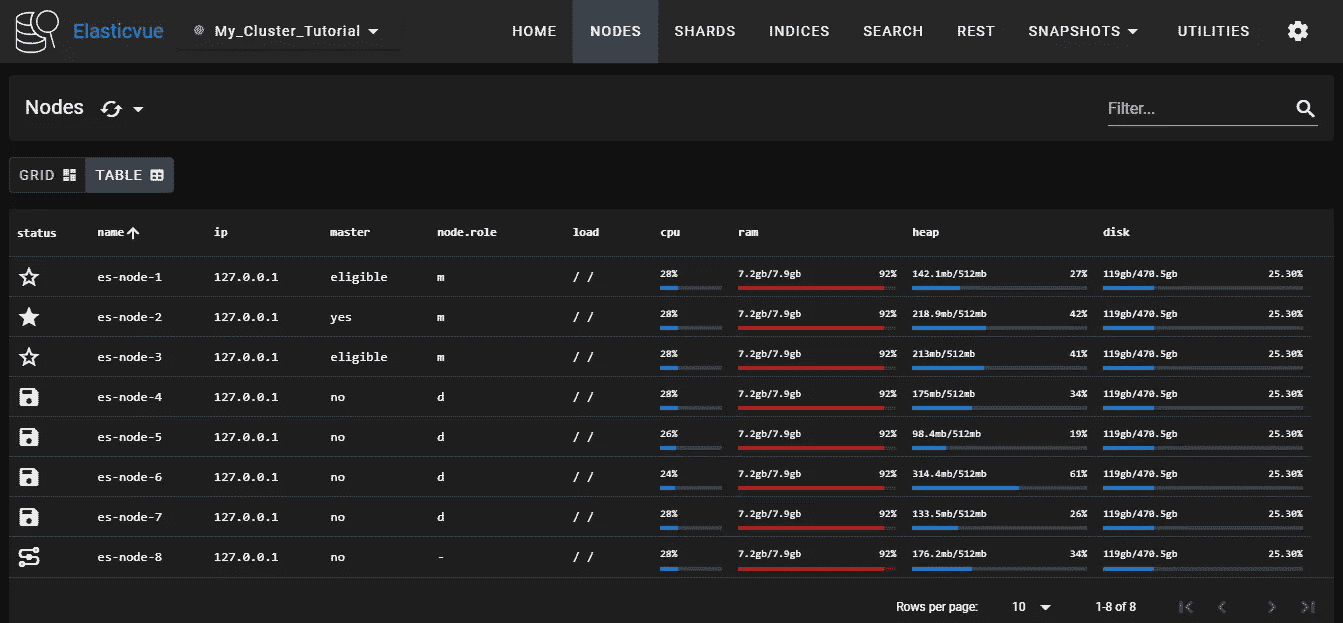 Elasticvue My_Cluster_Tutorial HOME NODES SHARDS INDICES SEARCH REST SNAPSHOTS UTILITIES
Nodes Filter...
GRID TABLE
status name ip master node.role load cpu ram heap disk
es-node-1 127.0.0.1 eligible m / / 28% 7.2gb/7.9gb 92% 142.1mb/512mb 27% 119gb/470.5gb 25.30%
es-node-2 127.0.0.1 yes m / / 28% 7.2gb/7.9gb 92% 218.9mb/512mb 42% 119gb/470.5gb 25.30%
es-node-3 127.0.0.1 eligible m / / 28% 7.2gb/7.9gb 92% 213mb/512mb 41% 119gb/470.5gb 25.30%
es-node-4 127.0.0.1 no d / / 28% 7.2gb/7.9gb 92% 175mb/512mb 34% 119gb/470.5gb 25.30%
es-node-5 127.0.0.1 no d / / 26% 7.2gb/7.9gb 92% 98.4mb/512mb 19% 119gb/470.5gb 25.30%
es-node-6 127.0.0.1 no d / / 24% 7.2gb/7.9gb 92% 314.4mb/512mb 61% 119gb/470.5gb 25.30%
es-node-7 127.0.0.1 no d / / 28% 7.2gb/7.9gb 92% 133.5mb/512mb 26% 119gb/470.5gb 25.30%
es-node-8 127.0.0.1 no - / / 28% 7.2gb/7.9gb 92% 176.2mb/512mb 34% 119gb/470.5gb 25.30%
Rows per page: 10 1-8 of 8